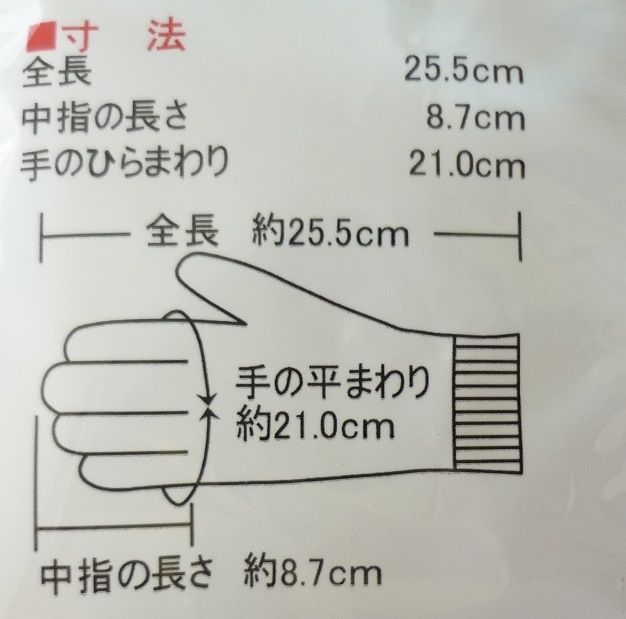 ■寸 法
全長 25.5cm
中指の長さ 8.7cm
手のひらまわり 21.0cm
全長 約25.5cm
手の平まわり
約21.0cm
中指の長さ 約8.7cm